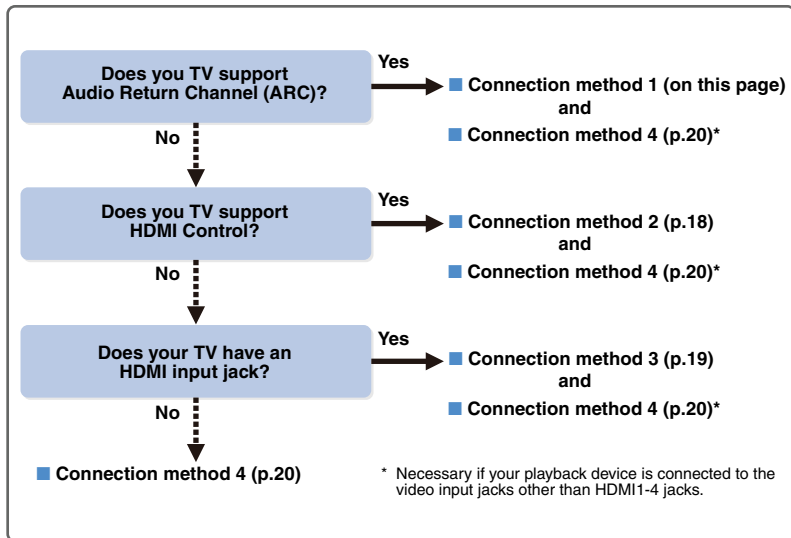 Does you TV support
Audio Return Channel (ARC)?
Yes
■ Connection method 1 (on this page)
and
■ Connection method 4 (p.20)*
No
Does you TV support
HDMI Control?
Yes
■ Connection method 2 (p.18)
and
■ Connection method 4 (p.20)*
No
Does your TV have an
HDMI input jack?
Yes
■ Connection method 3 (p.19)
and
■ Connection method 4 (p.20)*
No
■ Connection method 4 (p.20)
* Necessary if your playback device is connected to the
video input jacks other than HDMI1-4 jacks.